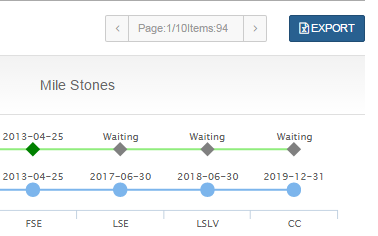 Page:1/10Items:94
EXPORT
Mile Stones
2013-04-25 Waiting Waiting Waiting
2013-04-25 2017-06-30 2018-06-30 2019-12-31
FSE LSE LSLV CC